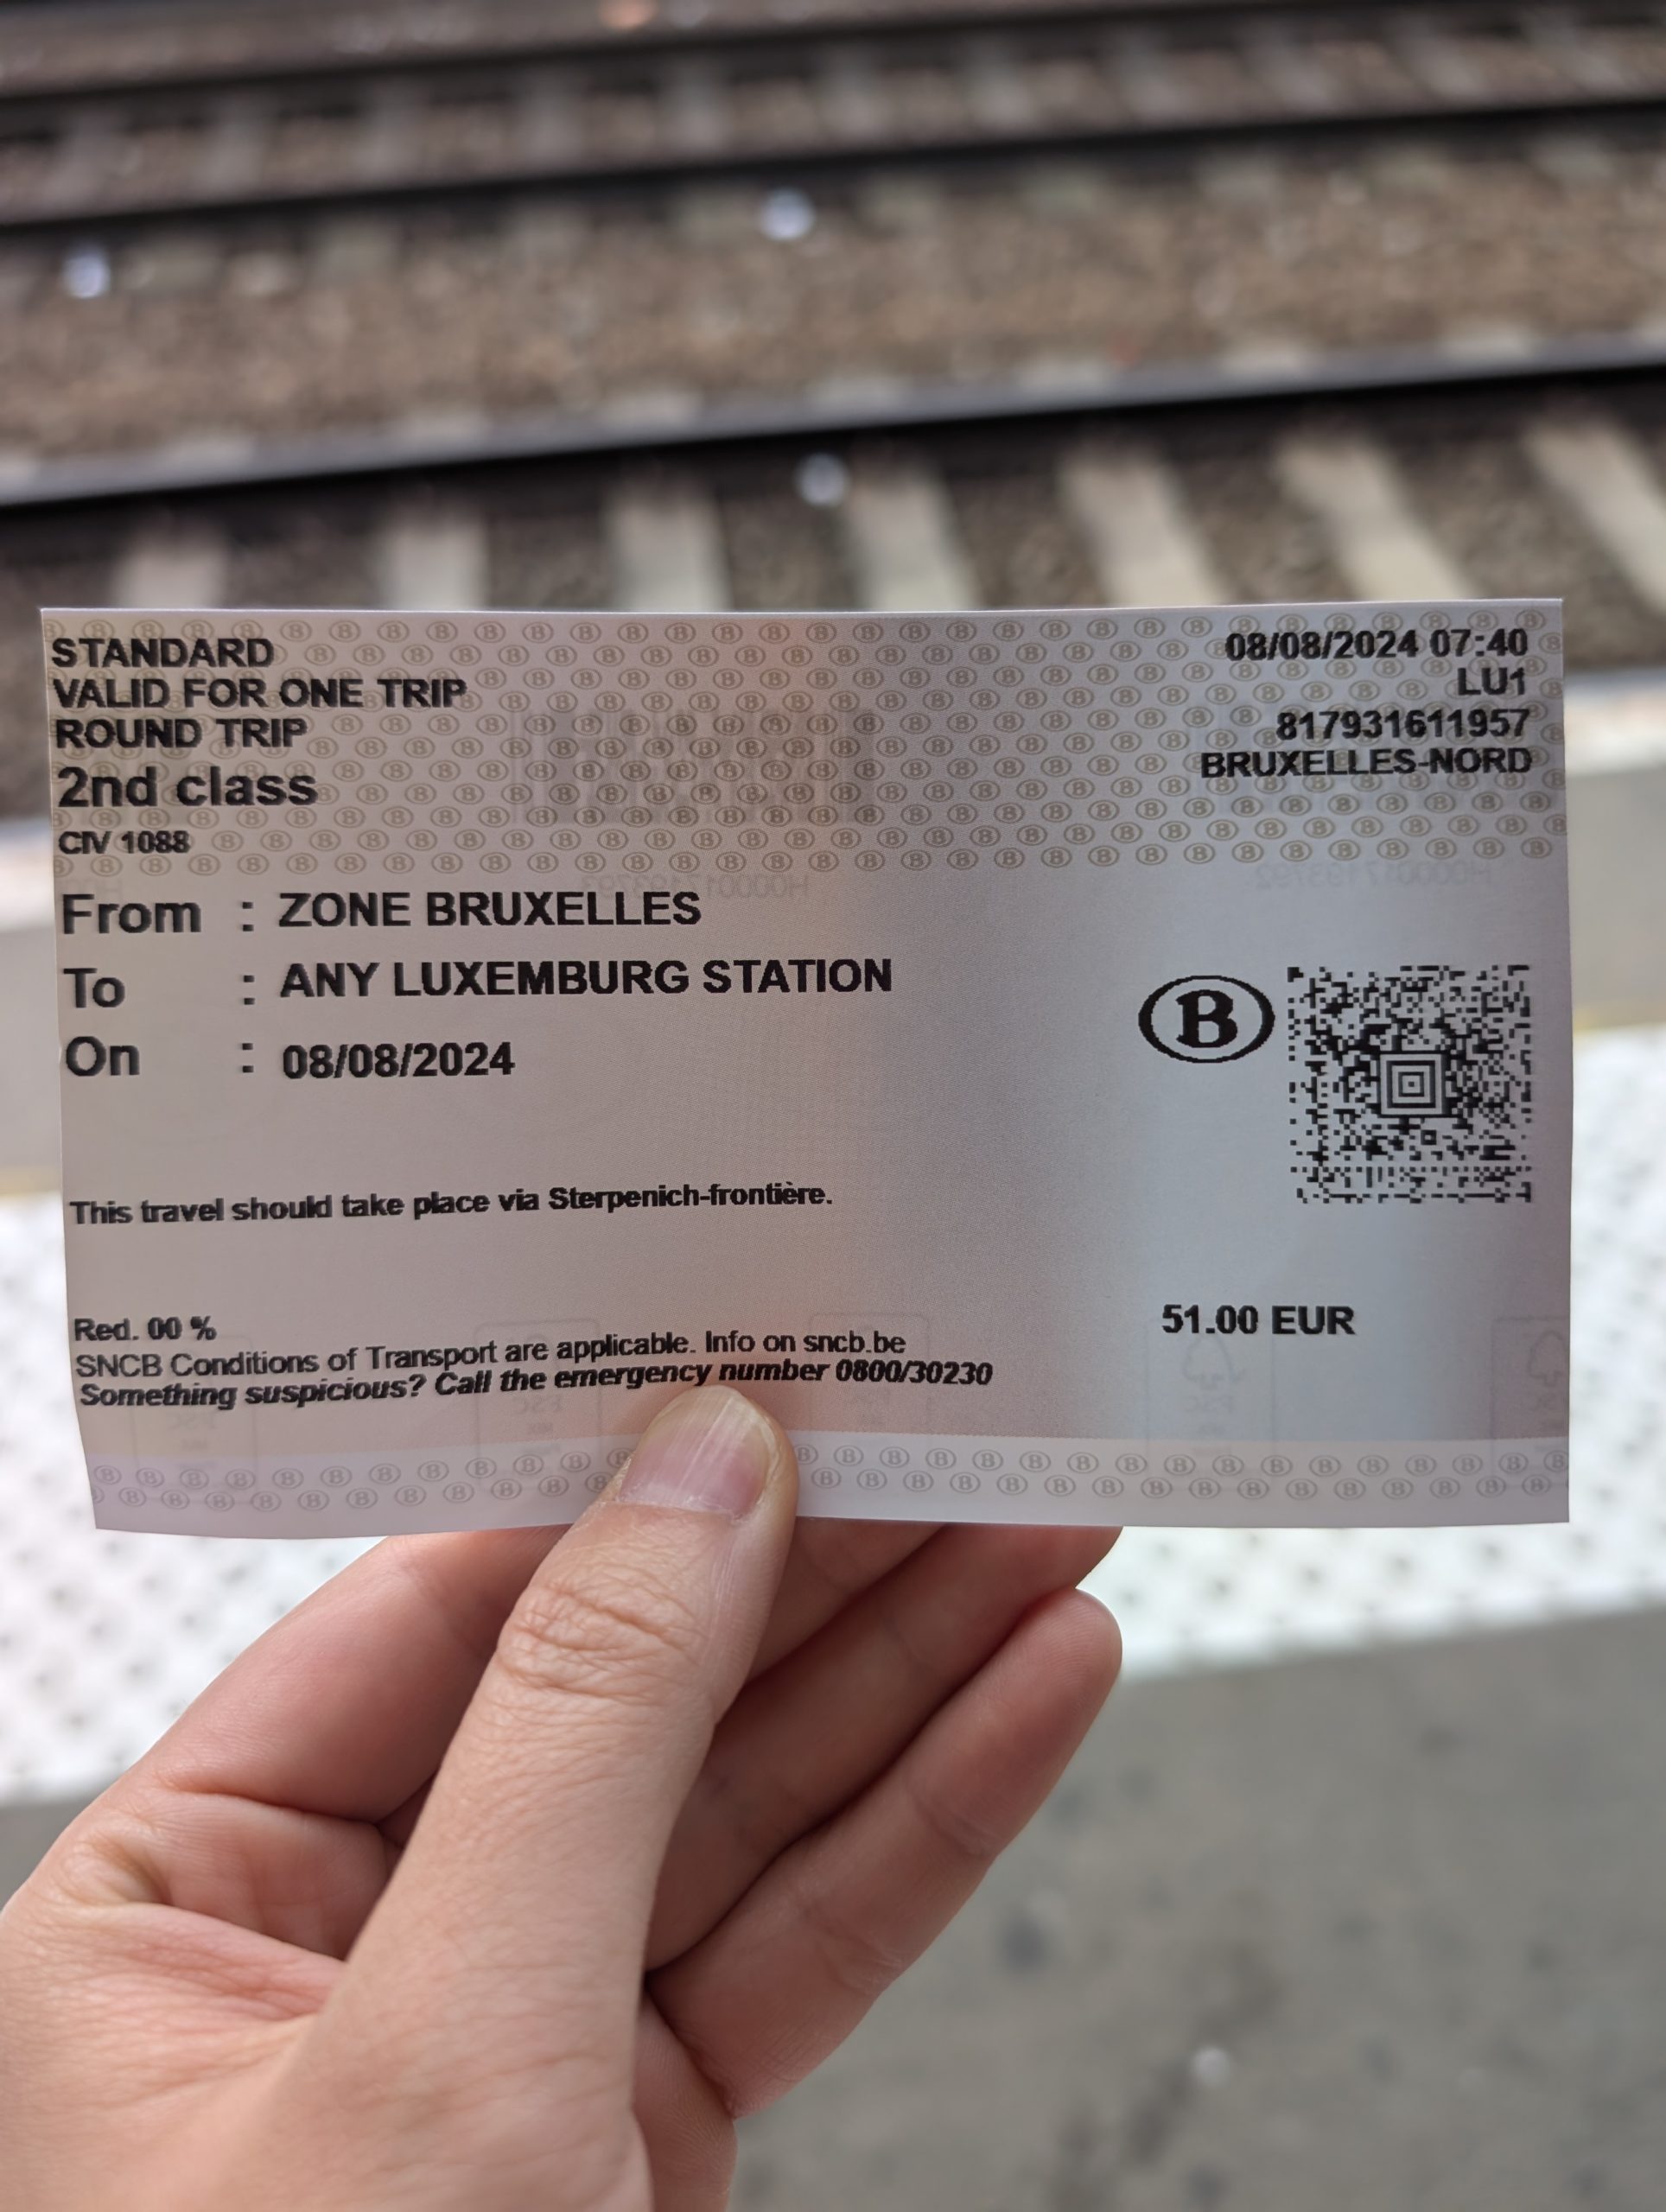 STANDARD
VALID FOR ONE TRIP
ROUND TRIP
2nd class
CIV 1088
08/08/2024 07:40
LU1
817931611957
BRUXELLES-NORD
From : ZONE BRUXELLES
To : ANY LUXEMBURG STATION
On : 08/08/2024
B
This travel should take place via Sterpenich-frontière.
Red. 00 %
51.00 EUR
SNCB Conditions of Transport are applicable. Info on sncb.be
Something suspicious? Call the emergency number 0800/30230